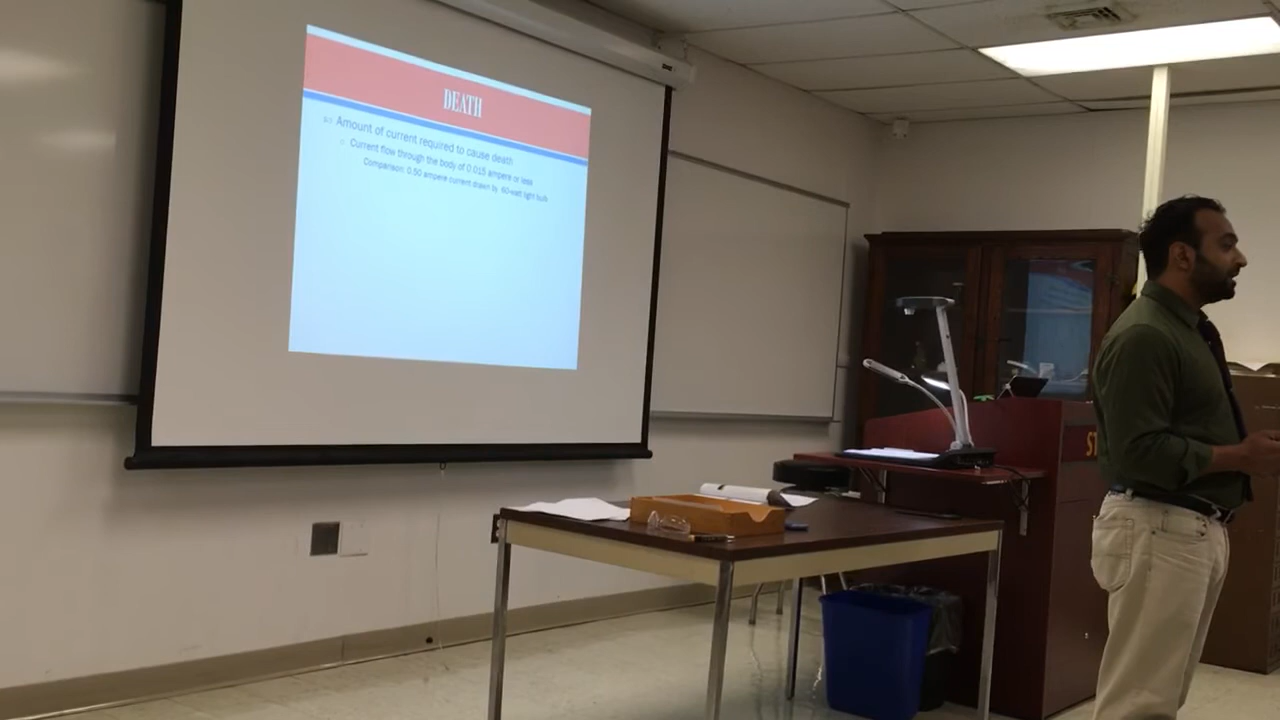 DEATH
Amount of current required to cause death
Current flow through the body of 0.015 ampere or less
Comparison: 0.50 ampere current drawn by 60-watt light bulb
ST